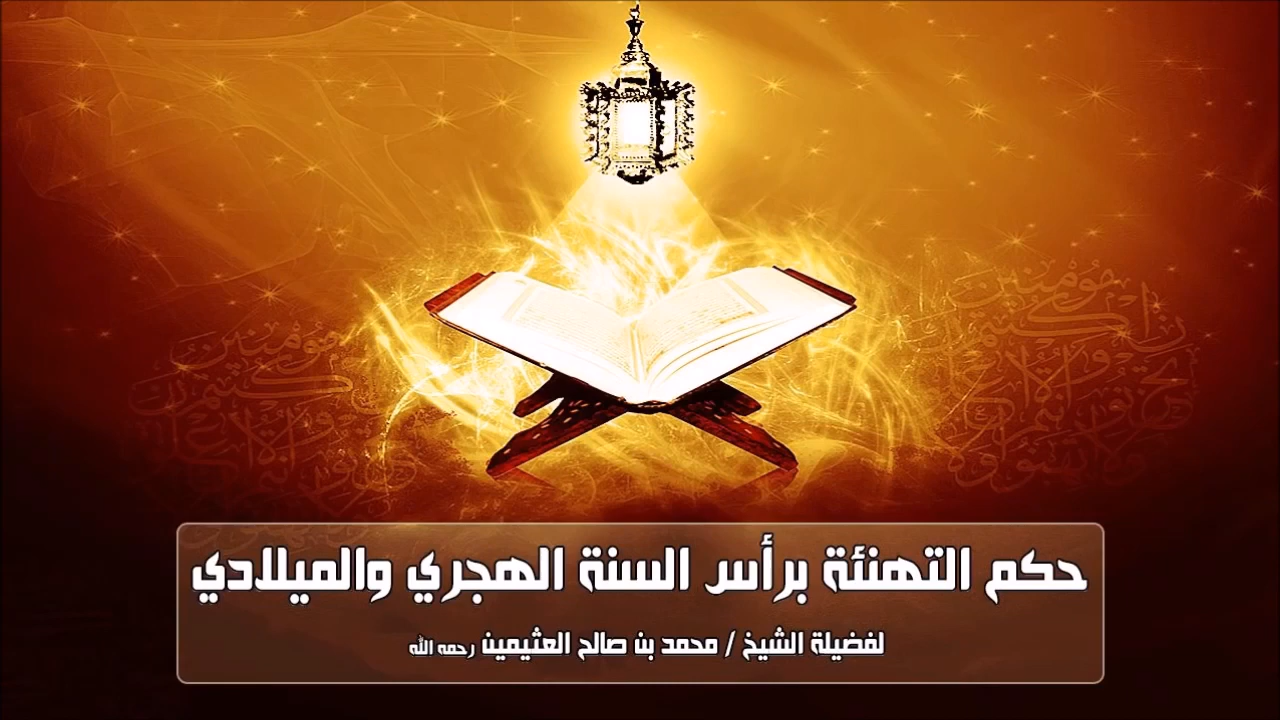 حكم التهنئة برأس السنة الهجري والميلادي
لفضيلة الشيخ / محمد بن صالح العثيمين رحمه الله